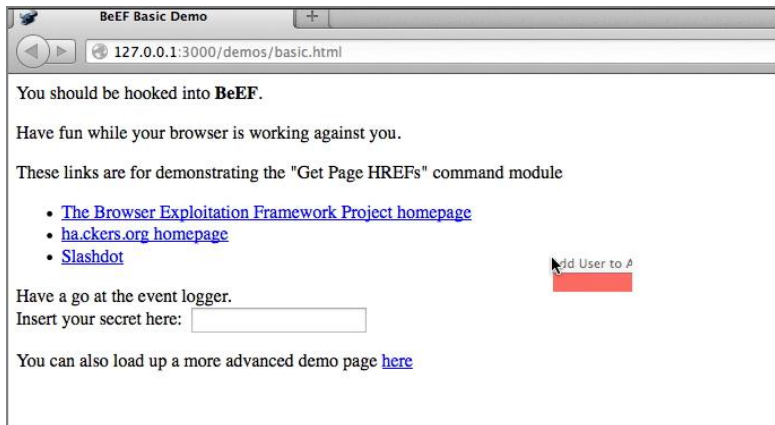 BeEF Basic Demo
127.0.0.1:3000/demos/basic.html
You should be hooked into BeEF.
Have fun while your browser is working against you.
These links are for demonstrating the "Get Page HREFs" command module
• The Browser Exploitation Framework Project homepage
• ha.ckers.org homepage
• Slashdot
User to
Have a go at the event logger.
Insert your secret here:
You can also load up a more advanced demo page here